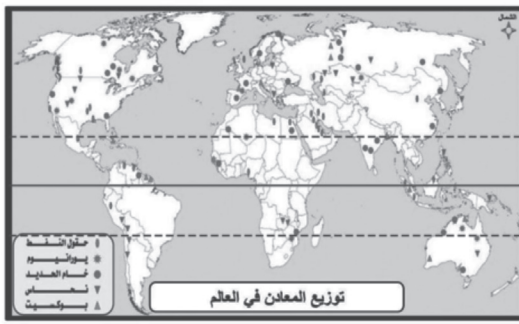 الشمال
حقول النفط
يورانيوم
خام الحديد
نحاس
بوكسيت
توزيع المعادن في العالم